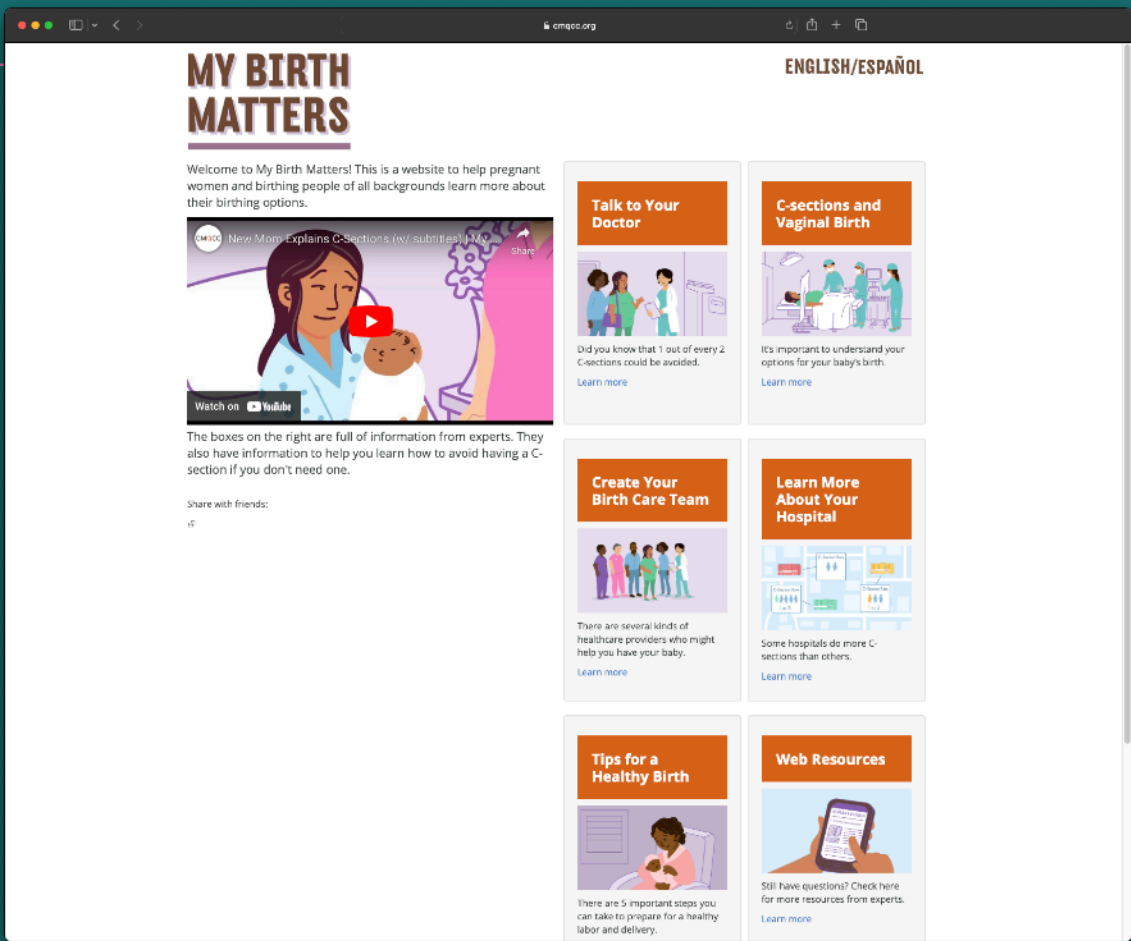 cmqcc.org
MY BIRTH
MATTERS
ENGLISH/ESPAÑOL
Welcome to My Birth Matters! This is a website to help pregnant
women and birthing people of all backgrounds learn more about
their birthing options.
CMQCC
New Mom Explains C-Sections (w/ subtitles) | My ...
Share
Watch on YouTube
The boxes on the right are full of information from experts. They
also have information to help you learn how to avoid having a C-
section if you don't need one.
Share with friends:
Talk to Your
Doctor
Did you know that 1 out of every 2
C-sections could be avoided.
Learn more
C-sections and
Vaginal Birth
It's important to understand your
options for your baby's birth.
Learn more
Create Your
Birth Care Team
There are several kinds of
healthcare providers who might
help you have your baby.
Learn more
Learn More
About Your
Hospital
Some hospitals do more C-
sections than others.
Learn more
Tips for a
Healthy Birth
There are 5 important steps you
can take to prepare for a healthy
labor and delivery.
Web Resources
Still have questions? Check here
for more resources from experts.
Learn more